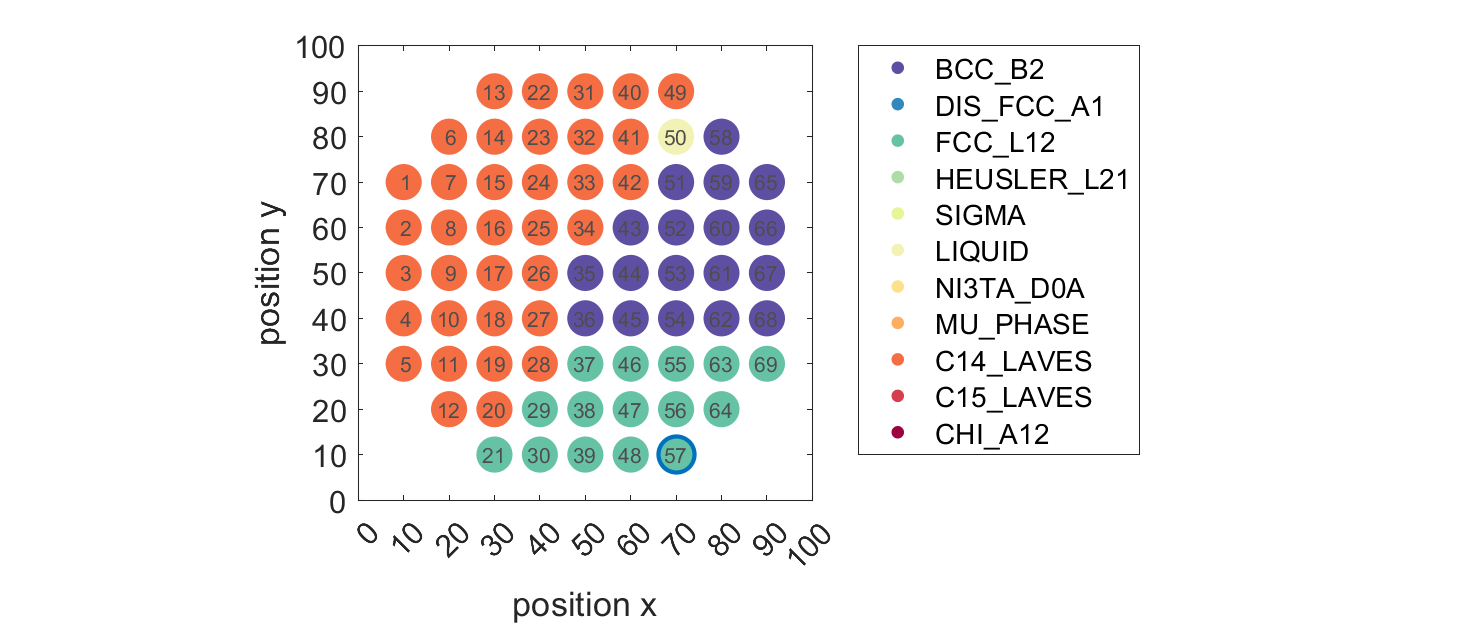 100
90
80
70
60
50
40
30
20
10
0
position y
13 22 31 40 49
6 14 23 32 41 50 58
1 7 15 24 33 42 51 59 65
2 8 16 25 34 43 52 60 66
3 9 17 26 35 44 53 61 67
4 10 18 27 36 45 54 62 68
5 11 19 28 37 46 55 63 69
12 20 29 38 47 56 64
21 30 39 48 57
0 10 20 30 40 50 60 70 80 90 100
position x
BCC_B2
DIS_FCC_A1
FCC_L12
HEUSLER_L21
SIGMA
LIQUID
NI3TA_D0A
MU_PHASE
C14_LAVES
C15_LAVES
CHI_A12